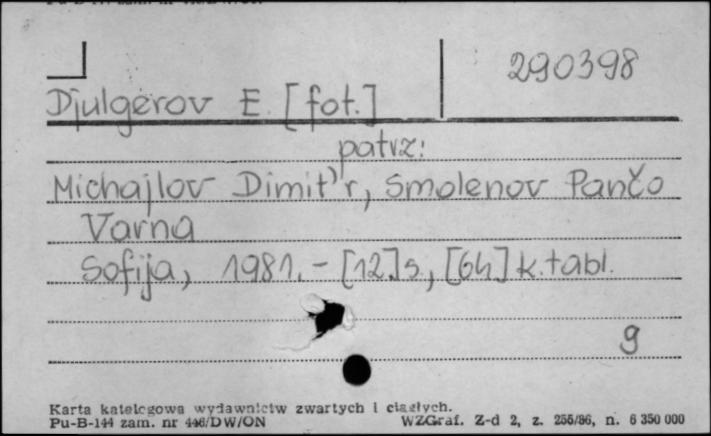 290398
Djulgerov E. [fot.]
patrz:
Michajlov Dimit'r, Smolenov Pančo
Varna
Sofija, 1981. - [12] s., [64] k. tabl.
g
Karta katalogowa wydawnictw zwartych i ciągłych.
Pu-B-144 zam. nr 446/DW/ON WZGraf. Z-d 2, z. 255/86, n. 6 350 000